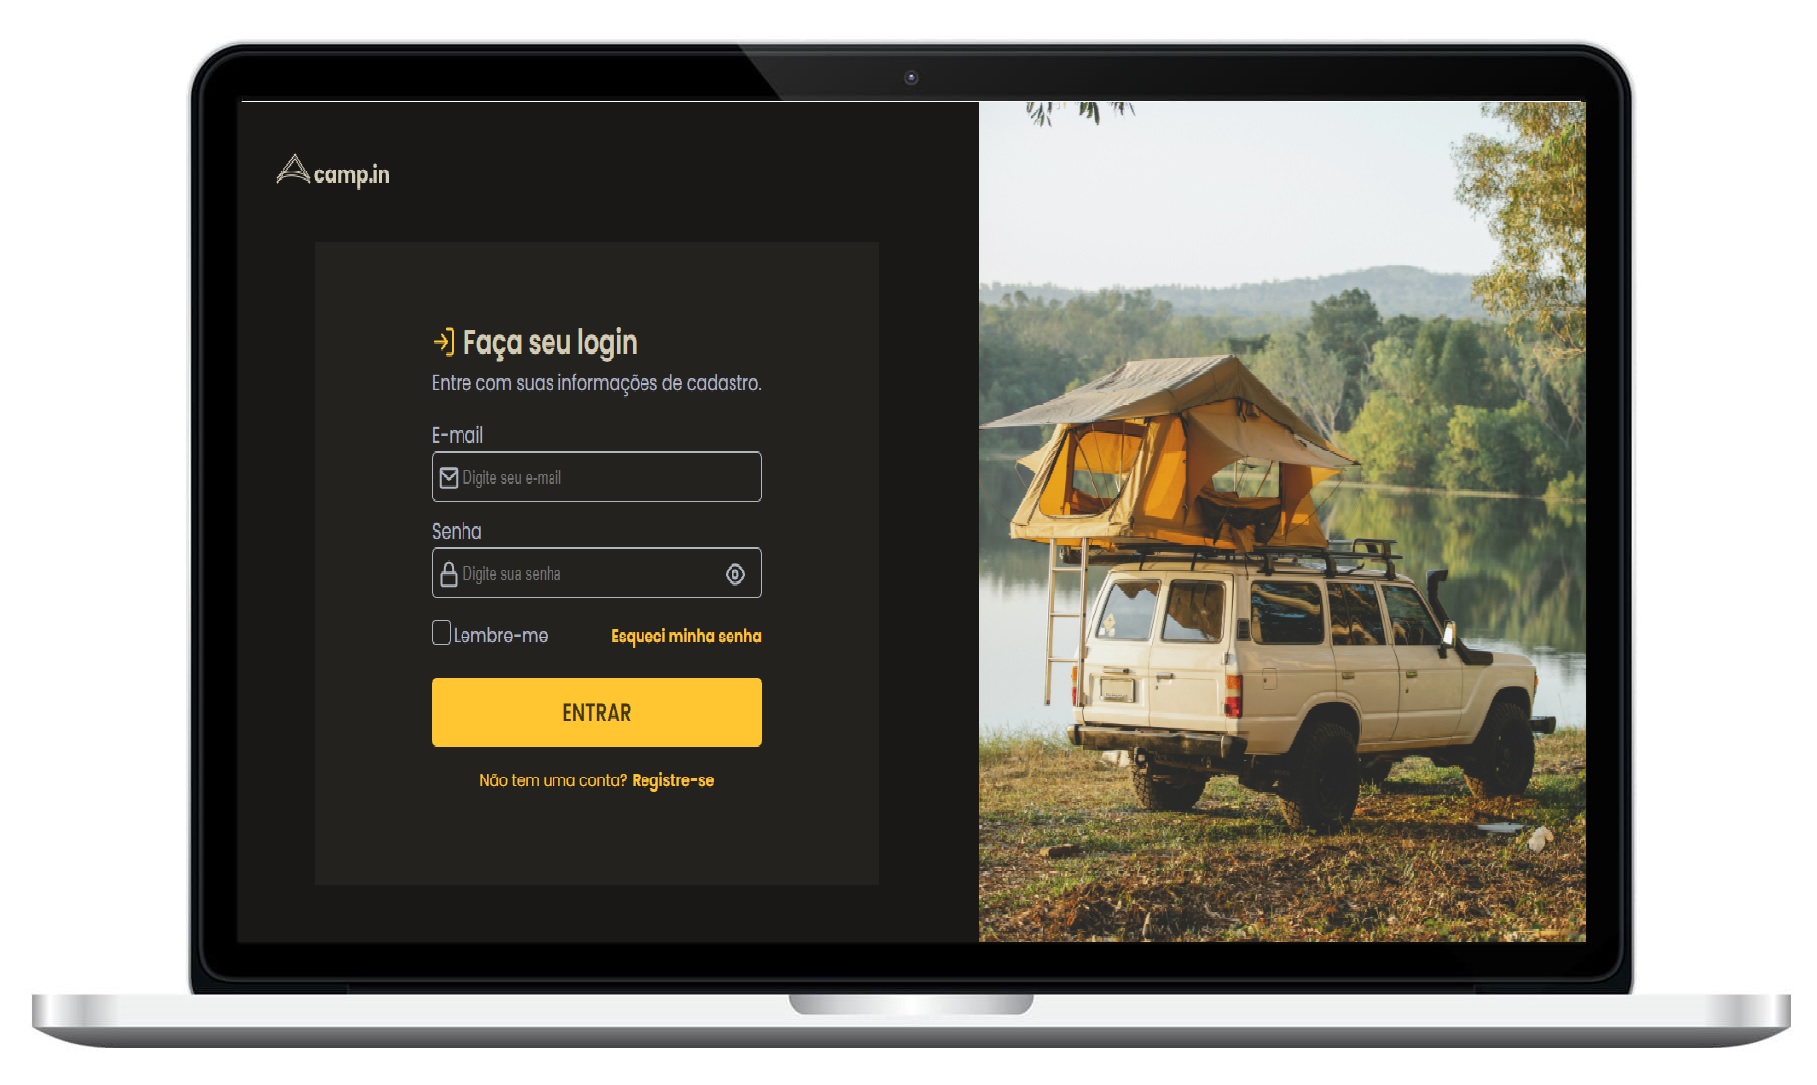 camp.in
Faça seu login
Entre com suas informações de cadastro.
E-mail
Digite seu e-mail
Senha
Digite sua senha
Lembre-me Esqueci minha senha
ENTRAR
Não tem uma conta? Registre-se